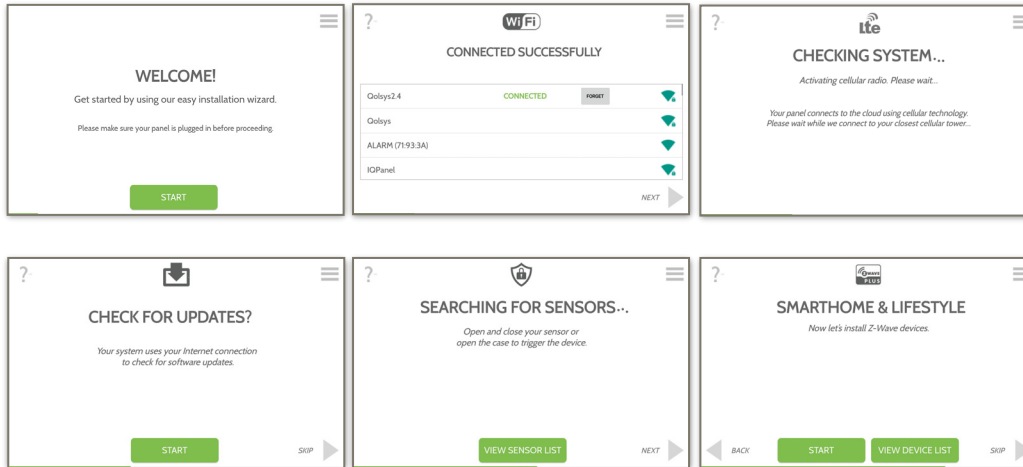 WELCOME!
Get started by using our easy installation wizard.
Please make sure your panel is plugged in before proceeding.
START
?
WiFi
CONNECTED SUCCESSFULLY
Qolsys2.4 CONNECTED FORGET
Qolsys
ALARM (71:93:3A)
IQPanel
NEXT
?
lte
CHECKING SYSTEM...
Activating cellular radio. Please wait...
Your panel connects to the cloud using cellular technology.
Please wait while we connect to your closest cellular tower...
?
CHECK FOR UPDATES?
Your system uses your Internet connection
to check for software updates.
START SKIP
?
SEARCHING FOR SENSORS...
Open and close your sensor or
open the case to trigger the device.
VIEW SENSOR LIST NEXT
?
Z WAVE
PLUS
SMARTHOME & LIFESTYLE
Now let's install Z-Wave devices.
BACK START VIEW DEVICE LIST SKIP